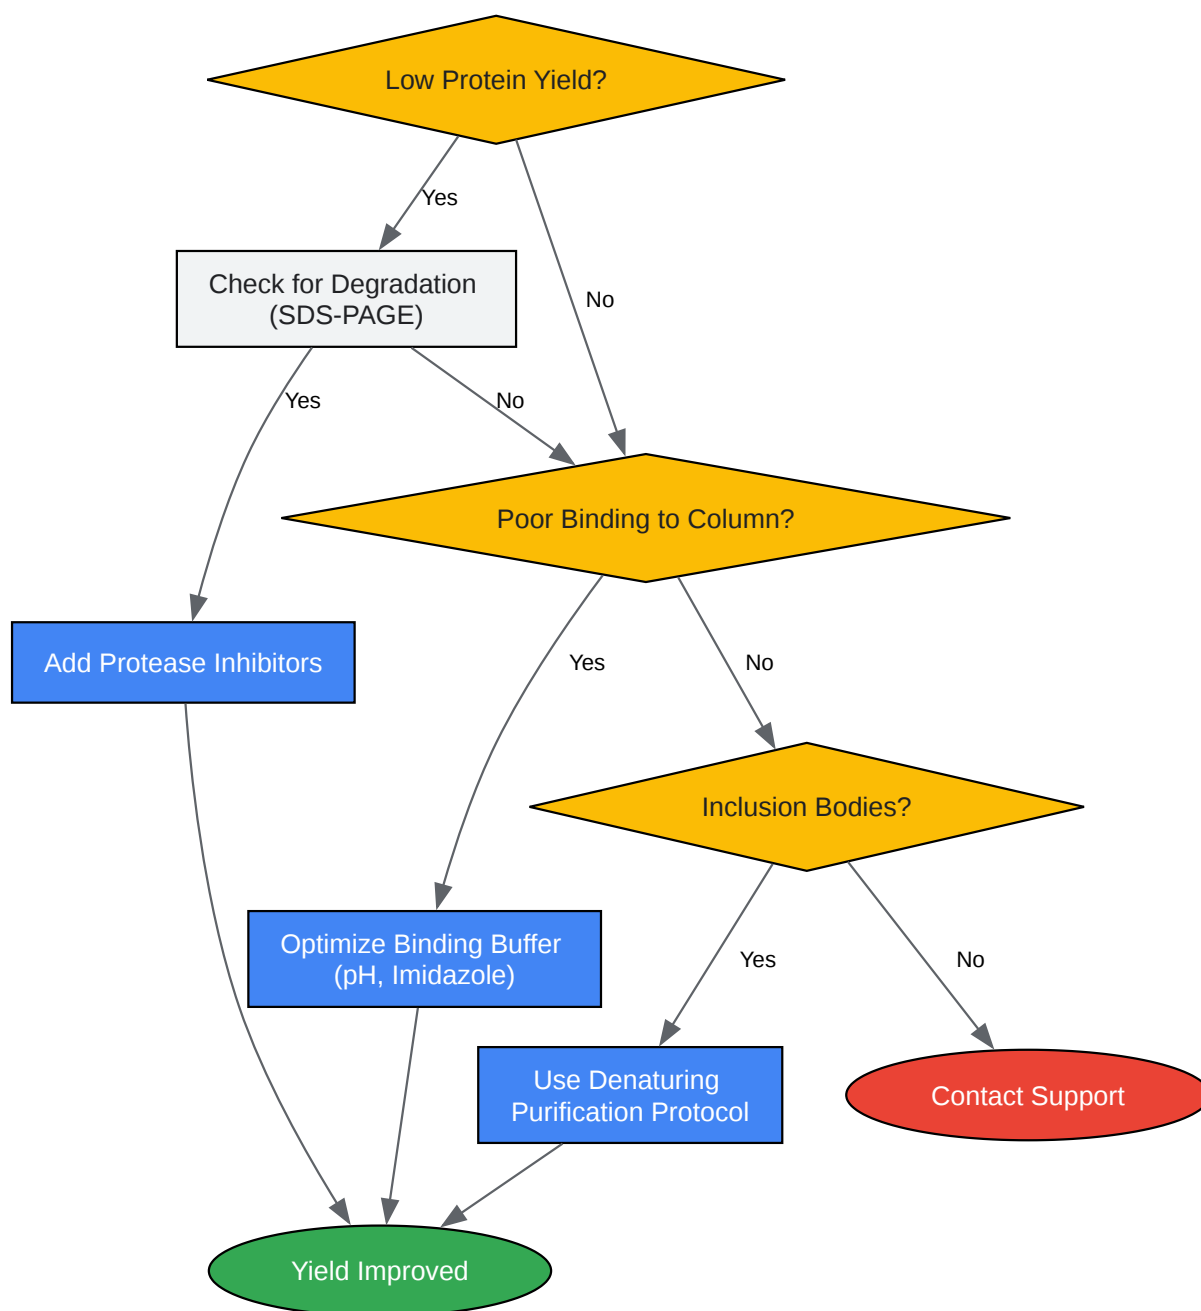 Low Protein Yield?
Yes
No
Check for Degradation
(SDS-PAGE)
Yes
No
Poor Binding to Column?
Yes
No
Add Protease Inhibitors
Inclusion Bodies?
Yes
No
Optimize Binding Buffer
(pH, Imidazole)
Use Denaturing
Purification Protocol
Contact Support
Yield Improved